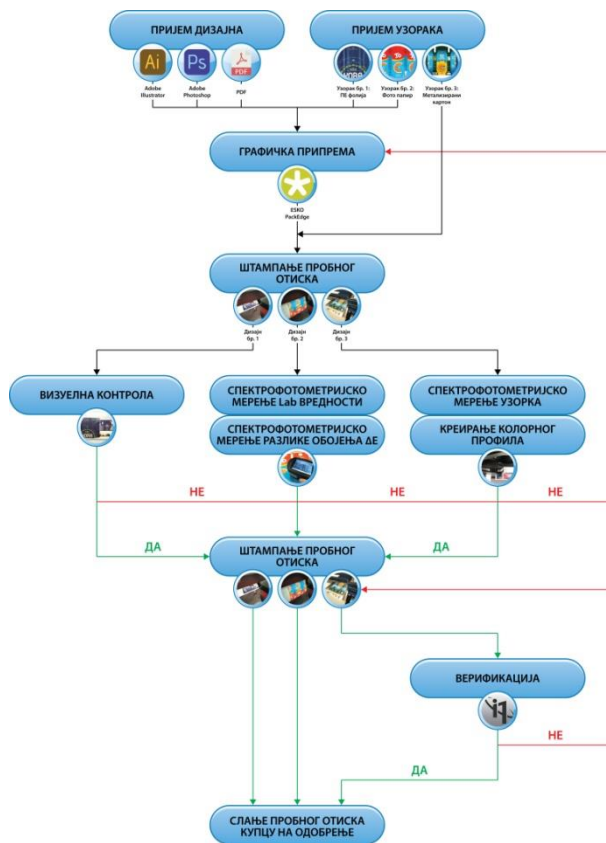 ПРИЈЕМ ДИЗАЈНА
ПРИЈЕМ УЗОРАКА
Ai
Ps
PDF
Adobe
Illustrator
Adobe
Photoshop
PDF
Узорак бр. 1:
ПЕ фолија
Узорак бр. 2:
Фото папир
Узорак бр. 3:
Метализирани
картон
ГРАФИЧКА ПРИПРЕМА
ESKO
PackEdge
ШТАМПАЊЕ ПРОБНОГ
ОТИСКА
Дизајн
бр. 1
Дизајн
бр. 2
Дизајн
бр. 3
ВИЗУЕЛНА КОНТРОЛА
СПЕКТРОФОТОМЕТРИЈСКО
МЕРЕЊЕ Lab ВРЕДНОСТИ
СПЕКТРОФОТОМЕТРИЈСКО
МЕРЕЊЕ РАЗЛИКЕ ОБОЈЕЊА ΔЕ
СПЕКТРОФОТОМЕТРИЈСКО
МЕРЕЊЕ УЗОРКА
КРЕИРАЊЕ КОЛОРНОГ
ПРОФИЛА
НЕ
НЕ
НЕ
ДА
ДА
ШТАМПАЊЕ ПРОБНОГ
ОТИСКА
ВЕРИФИКАЦИЈА
i1
НЕ
ДА
СЛАЊЕ ПРОБНОГ ОТИСКА
КУПЦУ НА ОДОБРЕЊЕ